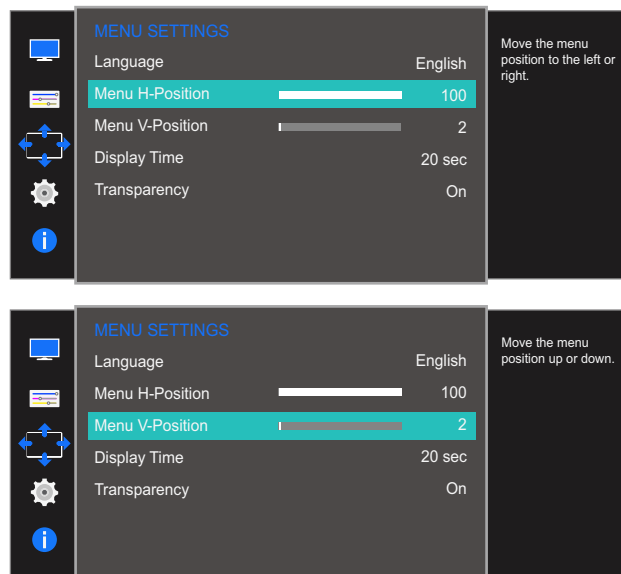 MENU SETTINGS
Language English
Menu H-Position 100
Menu V-Position 2
Display Time 20 sec
Transparency On
Move the menu
position to the left or
right.
MENU SETTINGS
Language English
Menu H-Position 100
Menu V-Position 2
Display Time 20 sec
Transparency On
Move the menu
position up or down.